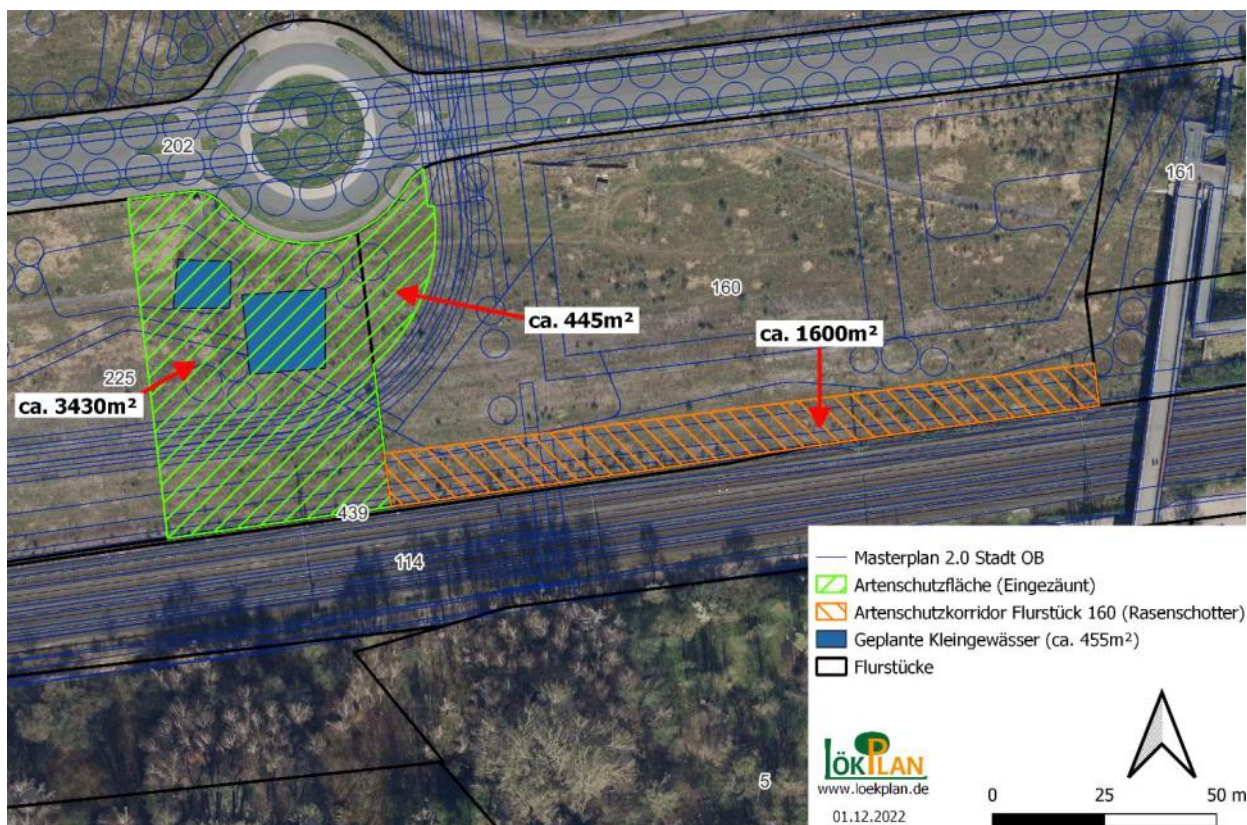 202
161
160
ca. 445m²
ca. 1600m²
225
ca. 3430m²
439
114
5
Masterplan 2.0 Stadt OB
Artenschutzfläche (Eingezäunt)
Artenschutzkorridor Flurstück 160 (Rasenschotter)
Geplante Kleingewässer (ca. 455m²)
Flurstücke
LÖKPLAN
www.loekplan.de
01.12.2022
0 25 50 m